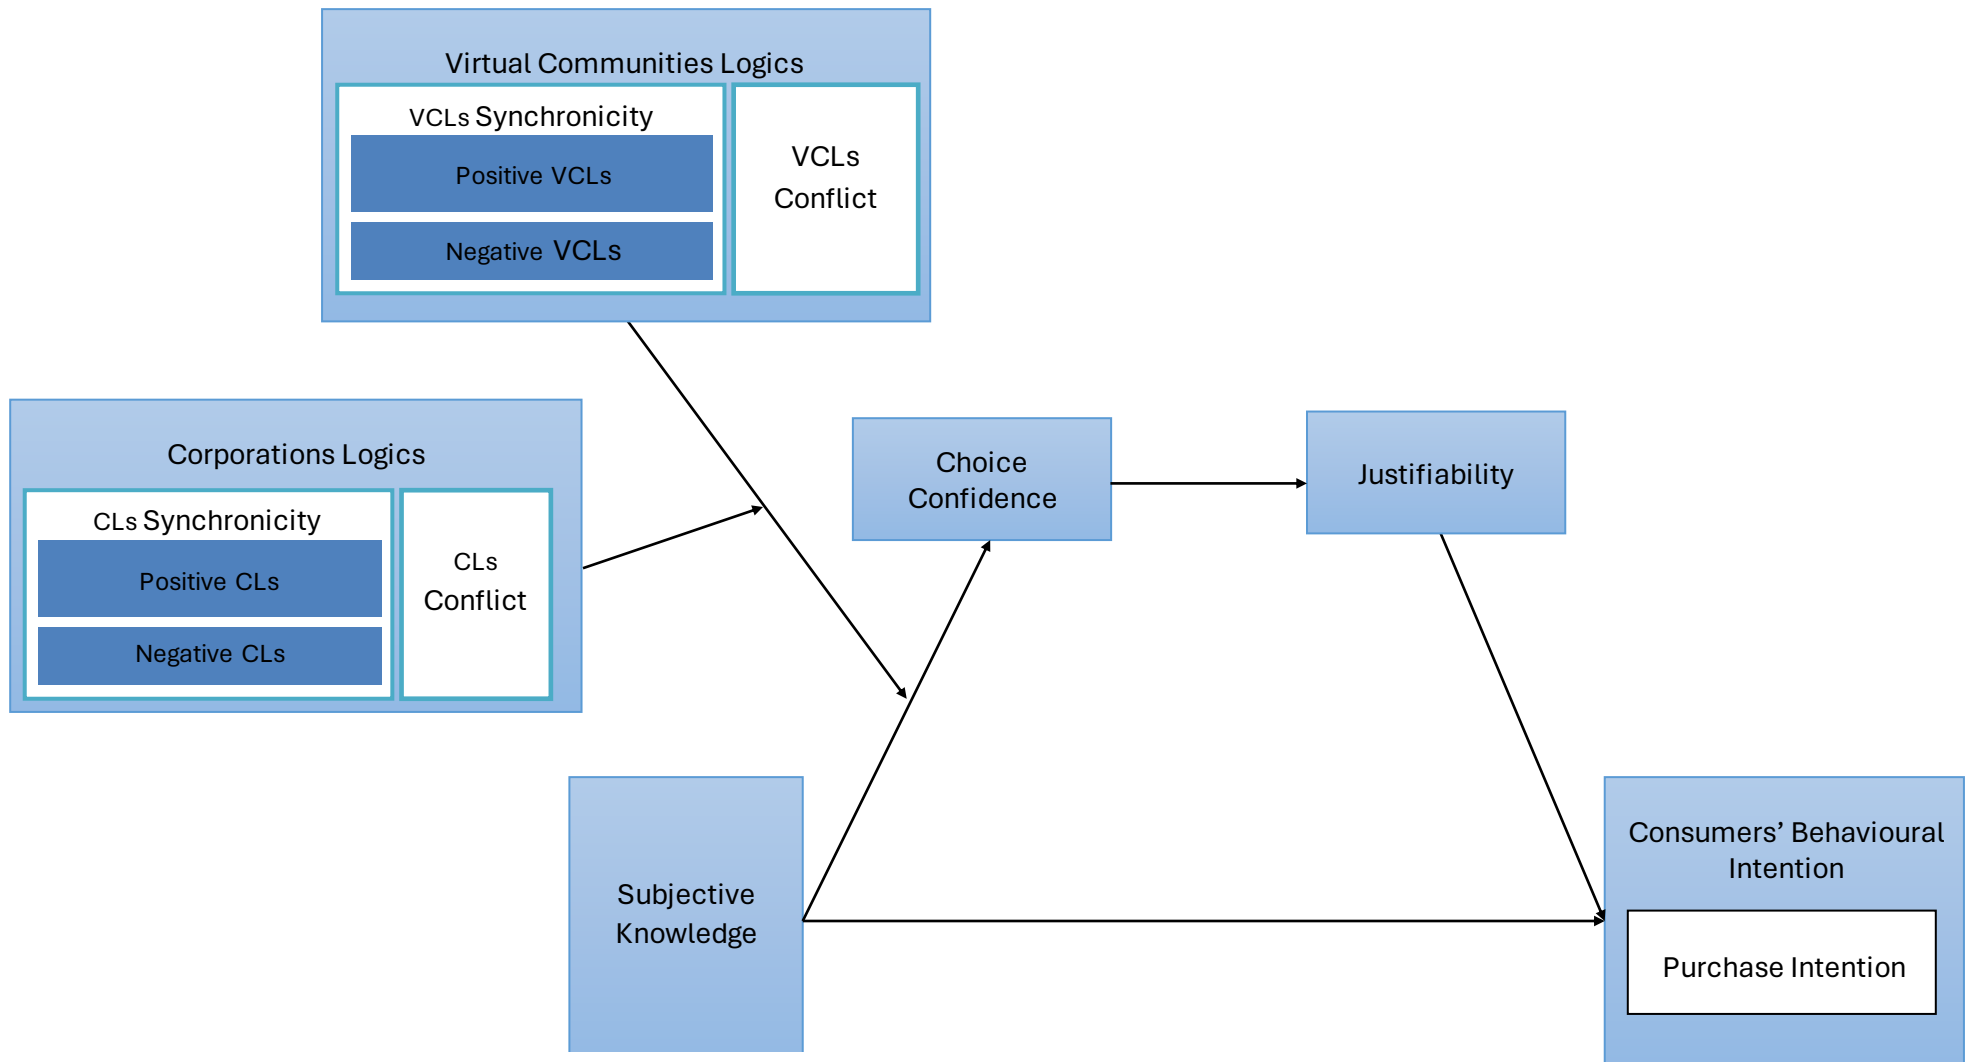 Virtual Communities Logics
VCLs Synchronicity
Positive VCLs
Negative VCLs
VCLs
Conflict
Corporations Logics
CLs Synchronicity
Positive CLs
Negative CLs
CLs
Conflict
Choice
Confidence
Justifiability
Subjective
Knowledge
Consumers’ Behavioural
Intention
Purchase Intention